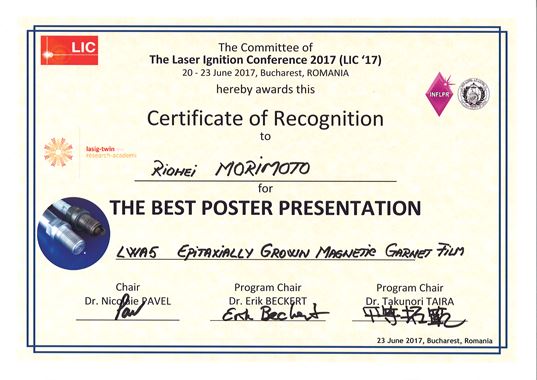 LIC
The Committee of
The Laser Ignition Conference 2017 (LIC '17)
20 - 23 June 2017, Bucharest, ROMANIA
hereby awards this
INFLPR
Certificate of Recognition
to
lasig-twin
research-academi
RIOHEI MORIMOTO
for
THE BEST POSTER PRESENTATION
LWA5 EPITAXIALLY GROWN MAGNETIC GARNET FILM
Chair Program Chair Program Chair
Dr. Nicolaie PAVEL Dr. Erik BECKERT Dr. Takunori TAIRA
Erik Beckert
23 June 2017, Bucharest, Romania